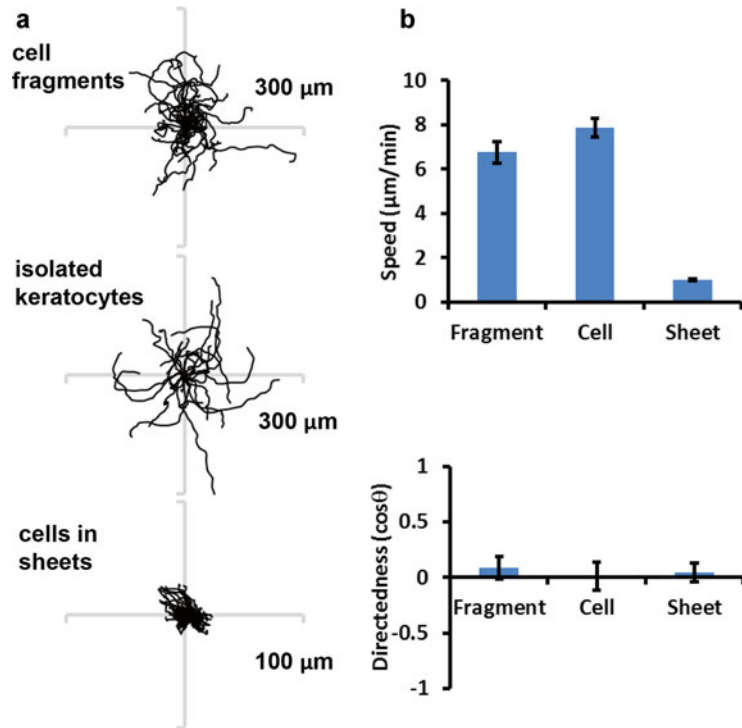 a
cell
fragments
300 μm
isolated
keratocytes
300 μm
cells in
sheets
100 μm
b
Speed (μm/min)
10
8
6
4
2
0
Fragment Cell Sheet
Directedness (cosθ)
1
0.5
0
-0.5
-1
Fragment Cell Sheet